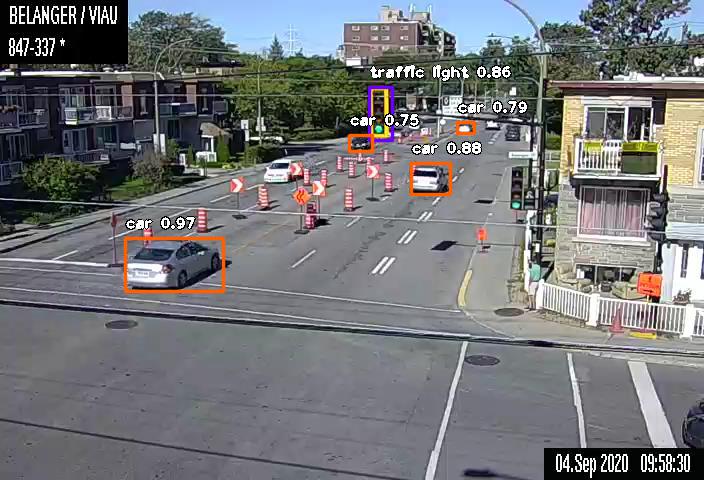 BELANGER / VIAU
847-337 *
traffic light 0.86
car 0.79
car 0.75
car 0.88
car 0.97
04.Sep 2020 09:58:30